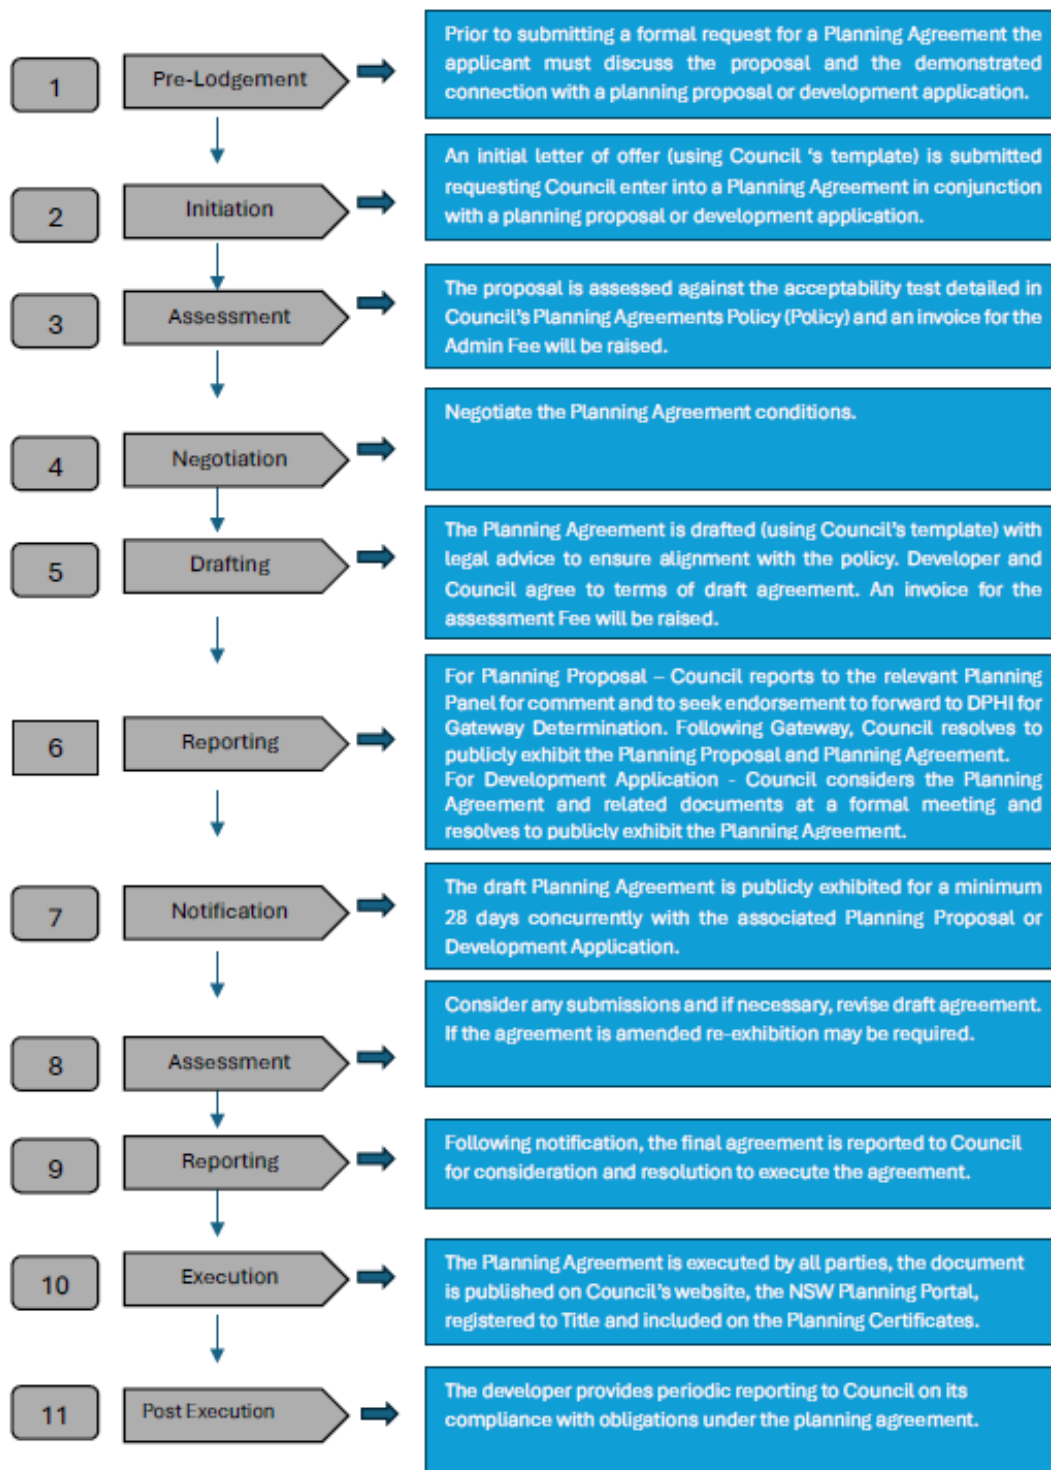 1
Pre-Lodgement
Prior to submitting a formal request for a Planning Agreement the
applicant must discuss the proposal and the demonstrated
connection with a planning proposal or development application.
2
Initiation
An initial letter of offer (using Council 's template) is submitted
requesting Council enter into a Planning Agreement in conjunction
with a planning proposal or development application.
3
Assessment
The proposal is assessed against the acceptability test detailed in
Council's Planning Agreements Policy (Policy) and an invoice for the
Admin Fee will be raised.
4
Negotiation
Negotiate the Planning Agreement conditions.
5
Drafting
The Planning Agreement is drafted (using Council's template) with
legal advice to ensure alignment with the policy. Developer and
Council agree to terms of draft agreement. An invoice for the
assessment Fee will be raised.
6
Reporting
For Planning Proposal – Council reports to the relevant Planning
Panel for comment and to seek endorsement to forward to DPHI for
Gateway Determination. Following Gateway, Council resolves to
publicly exhibit the Planning Proposal and Planning Agreement.
For Development Application - Council considers the Planning
Agreement and related documents at a formal meeting and
resolves to publicly exhibit the Planning Agreement.
7
Notification
The draft Planning Agreement is publicly exhibited for a minimum
28 days concurrently with the associated Planning Proposal or
Development Application.
8
Assessment
Consider any submissions and if necessary, revise draft agreement.
If the agreement is amended re-exhibition may be required.
9
Reporting
Following notification, the final agreement is reported to Council
for consideration and resolution to execute the agreement.
10
Execution
The Planning Agreement is executed by all parties, the document
is published on Council's website, the NSW Planning Portal,
registered to Title and included on the Planning Certificates.
11
Post Execution
The developer provides periodic reporting to Council on its
compliance with obligations under the planning agreement.